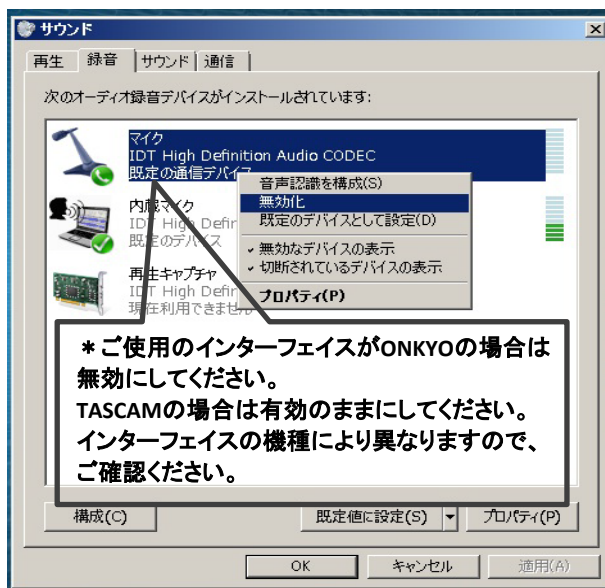 サウンド
再生
録音
サウンド
通信
次のオーディオ録音デバイスがインストールされています:
マイク
IDT High Definition Audio CODEC
既定の通信デバイス
音声認識を構成(S)
無効化
既定のデバイスとして設定(D)
無効なデバイスの表示
切断されているデバイスの表示
プロパティ(P)
内蔵マイク
IDT High Defin
既定のデバイス
再生キャプチャ
IDT High Defin
現在利用できません
*ご使用のインターフェイスがONKYOの場合は
無効にしてください。
TASCAMの場合は有効のままにしてください。
インターフェイスの機種により異なりますので、
ご確認ください。
構成(C)
既定値に設定(S)
プロパティ(P)
OK
キャンセル
適用(A)